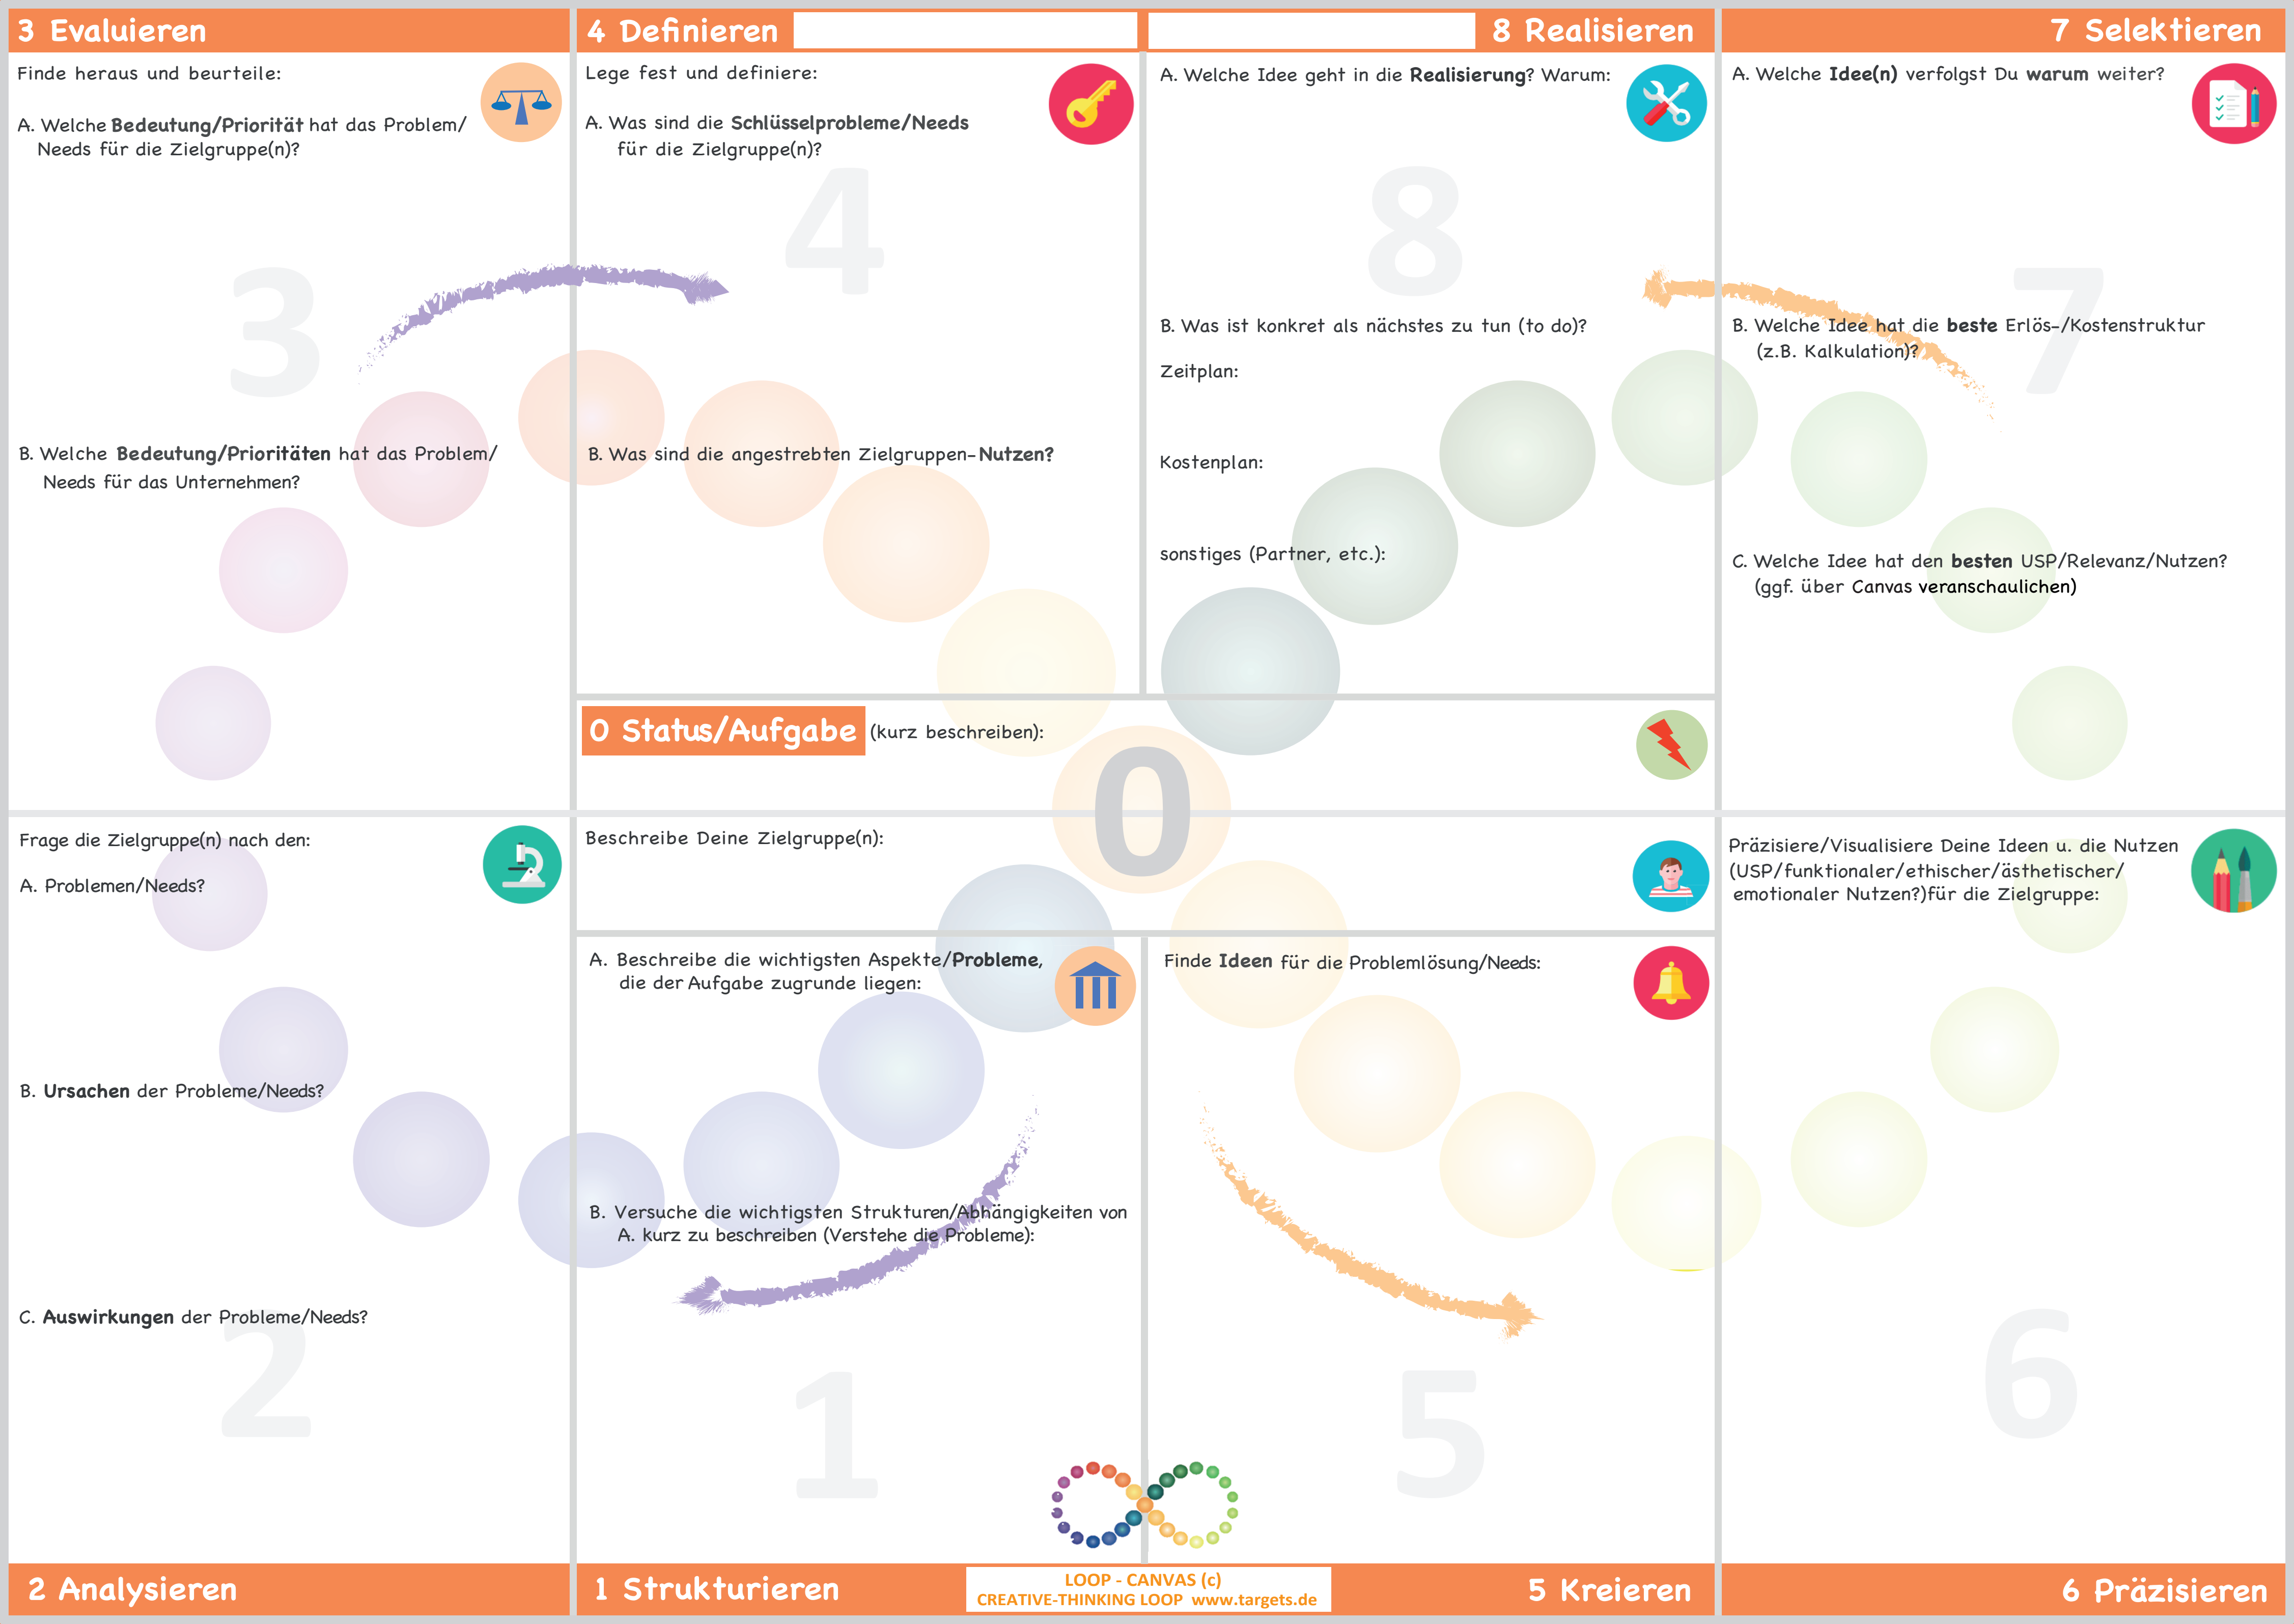 3 Evaluieren
Finde heraus und beurteile:
A. Welche Bedeutung/Priorität hat das Problem/
Needs für die Zielgruppe(n)?
3
B. Welche Bedeutung/Prioritäten hat das Problem/
Needs für das Unternehmen?
4 Definieren
Lege fest und definiere:
A. Was sind die Schlüsselprobleme/Needs
für die Zielgruppe(n)?
4
B. Was sind die angestrebten Zielgruppen-Nutzen?
8 Realisieren
A. Welche Idee geht in die Realisierung? Warum:
8
B. Was ist konkret als nächstes zu tun (to do)?
Zeitplan:
Kostenplan:
sonstiges (Partner, etc.):
7 Selektieren
A. Welche Idee(n) verfolgst Du warum weiter?
7
B. Welche Idee hat die beste Erlös-/Kostenstruktur
(z.B. Kalkulation)?
C. Welche Idee hat den besten USP/Relevanz/Nutzen?
(ggf. über Canvas veranschaulichen)
0 Status/Aufgabe (kurz beschreiben):
0
Beschreibe Deine Zielgruppe(n):
Frage die Zielgruppe(n) nach den:
A. Problemen/Needs?
B. Ursachen der Probleme/Needs?
C. Auswirkungen der Probleme/Needs?
2
2 Analysieren
A. Beschreibe die wichtigsten Aspekte/Probleme,
die der Aufgabe zugrunde liegen:
B. Versuche die wichtigsten Strukturen/Abhängigkeiten von
A. kurz zu beschreiben (Verstehe die Probleme):
1
1 Strukturieren
Finde Ideen für die Problemlösung/Needs:
5
LOOP - CANVAS (c)
CREATIVE-THINKING LOOP www.targets.de
5 Kreieren
Präzisiere/Visualisiere Deine Ideen u. die Nutzen
(USP/funktionaler/ethischer/ästhetischer/
emotionaler Nutzen?)für die Zielgruppe:
6
6 Präzisieren